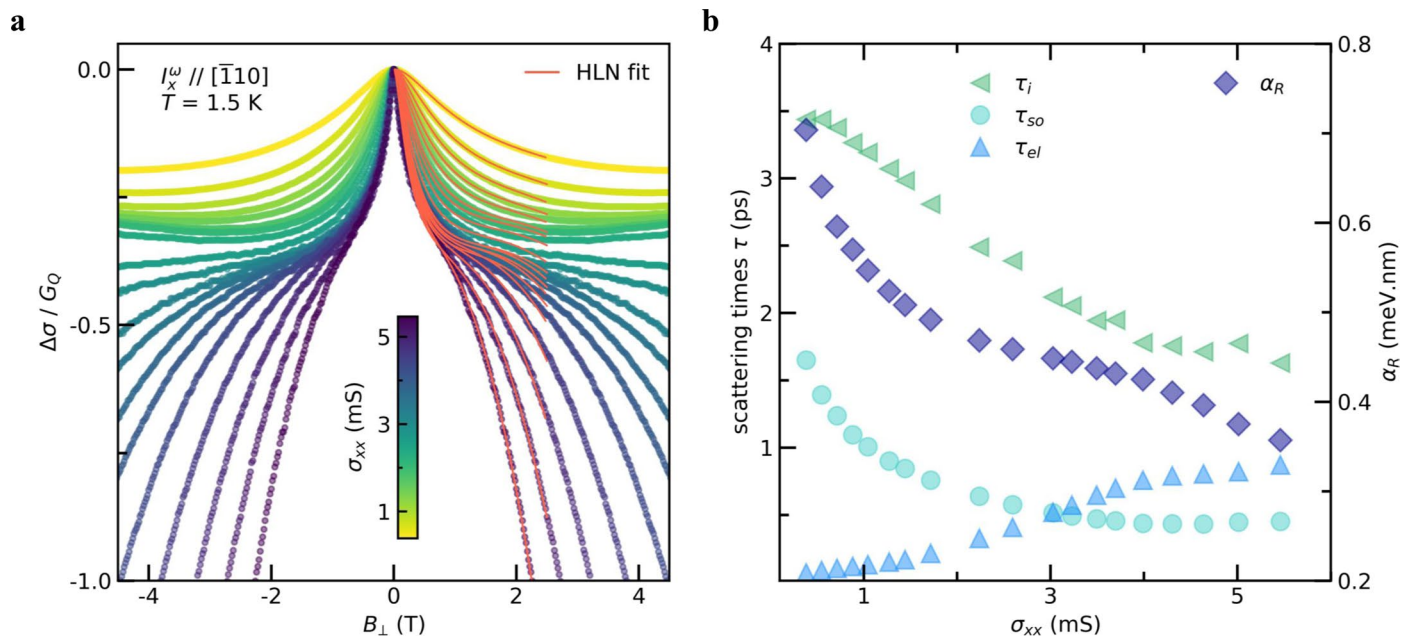 a
b
I_x^ω // [1̅10]
T = 1.5 K
HLN fit
0.0
-0.5
-1.0
Δσ / G_Q
-4
-2
0
2
4
B_⊥ (T)
σ_xx (mS)
5
3
1
τ_i
τ_so
τ_el
α_R
4
3
2
1
scattering times τ (ps)
1
3
5
σ_xx (mS)
0.8
0.6
0.4
0.2
α_R (meV.nm)